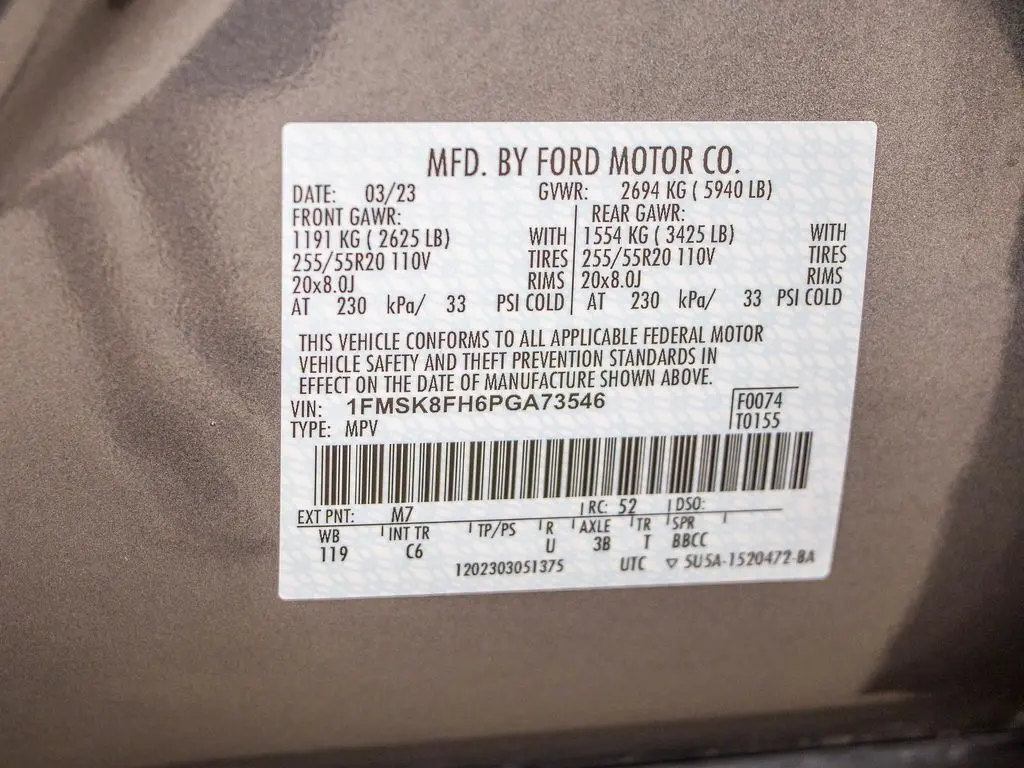 MFD. BY FORD MOTOR CO.
DATE: 03/23 GVWR: 2694 KG ( 5940 LB)
FRONT GAWR: REAR GAWR:
1191 KG ( 2625 LB) WITH 1554 KG ( 3425 LB) WITH
255/55R20 110V TIRES 255/55R20 110V TIRES
20x8.0J RIMS 20x8.0J RIMS
AT 230 kPa/ 33 PSI COLD AT 230 kPa/ 33 PSI COLD
THIS VEHICLE CONFORMS TO ALL APPLICABLE FEDERAL MOTOR
VEHICLE SAFETY AND THEFT PREVENTION STANDARDS IN
EFFECT ON THE DATE OF MANUFACTURE SHOWN ABOVE.
VIN: 1FMSK8FH6PGA73546 F0074
TYPE: MPV T0155
EXT PNT: M7 RC: 52 DSO:
WB INT TR TP/PS R AXLE TR SPR
119 C6 U 3B T BBCC
1202303051375 UTC ▽ SU5A-1520472-BA